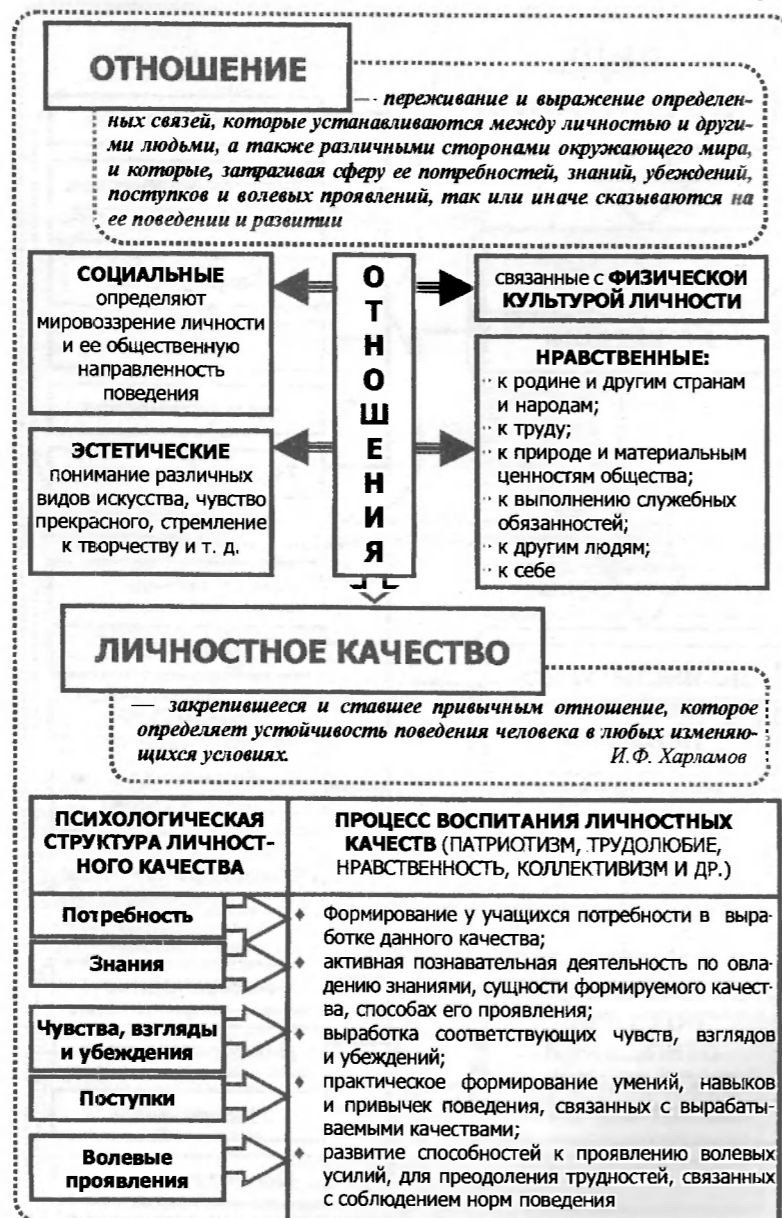 ОТНОШЕНИЕ
— переживание и выражение определен-
ных связей, которые устанавливаются между личностью и други-
ми людьми, а также различными сторонами окружающего мира,
и которые, затрагивая сферу ее потребностей, знаний, убеждений,
поступков и волевых проявлений, так или иначе сказываются на
ее поведении и развитии
СОЦИАЛЬНЫЕ
определяют
мировоззрение личности
и ее общественную
направленность
поведения
ЭСТЕТИЧЕСКИЕ
понимание различных
видов искусства, чувство
прекрасного, стремление
к творчеству и т. д.
О
Т
Н
О
Ш
Е
Н
И
Я
связанные с ФИЗИЧЕСКОЙ
КУЛЬТУРОЙ ЛИЧНОСТИ
НРАВСТВЕННЫЕ:
·· к родине и другим странам
и народам;
·· к труду;
·· к природе и материальным
ценностям общества;
·· к выполнению служебных
обязанностей;
·· к другим людям;
·· к себе
ЛИЧНОСТНОЕ КАЧЕСТВО
— закрепившееся и ставшее привычным отношение, которое
определяет устойчивость поведения человека в любых изменяю-
щихся условиях. И.Ф. Харламов
ПСИХОЛОГИЧЕСКАЯ
СТРУКТУРА ЛИЧНОСТ-
НОГО КАЧЕСТВА
Потребность
Знания
Чувства, взгляды
и убеждения
Поступки
Волевые
проявления
ПРОЦЕСС ВОСПИТАНИЯ ЛИЧНОСТНЫХ
КАЧЕСТВ (ПАТРИОТИЗМ, ТРУДОЛЮБИЕ,
НРАВСТВЕННОСТЬ, КОЛЛЕКТИВИЗМ И ДР.)
♦ Формирование у учащихся потребности в выра-
ботке данного качества;
♦ активная познавательная деятельность по овла-
дению знаниями, сущности формируемого качест-
ва, способах его проявления;
♦ выработка соответствующих чувств, взглядов
и убеждений;
♦ практическое формирование умений, навыков
и привычек поведения, связанных с вырабаты-
ваемыми качествами;
♦ развитие способностей к проявлению волевых
усилий, для преодоления трудностей, связанных
с соблюдением норм поведения